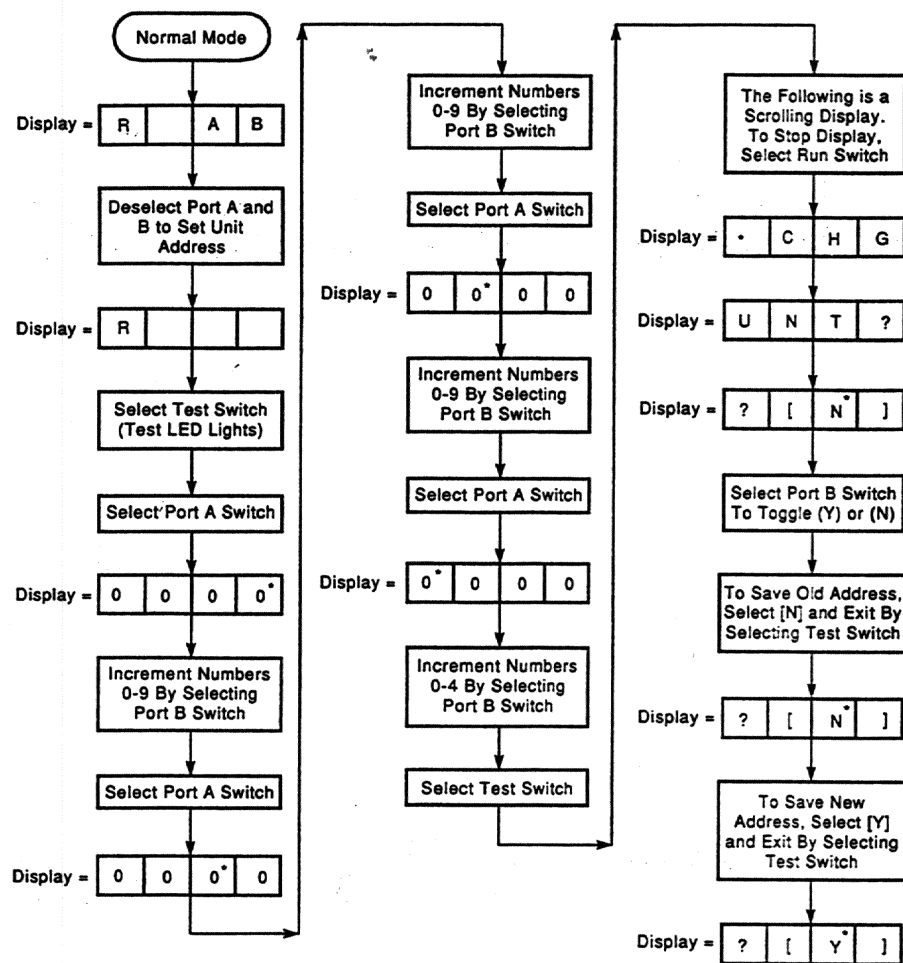 Normal Mode
Display = R A B
Deselect Port A and
B to Set Unit
Address
Display = R
Select Test Switch
(Test LED Lights)
Select Port A Switch
Display = 0 0 0 0*
Increment Numbers
0-9 By Selecting
Port B Switch
Select Port A Switch
Display = 0 0 0* 0
Increment Numbers
0-9 By Selecting
Port B Switch
Select Port A Switch
Display = 0 0* 0 0
Increment Numbers
0-9 By Selecting
Port B Switch
Select Port A Switch
Display = 0* 0 0 0
Increment Numbers
0-4 By Selecting
Port B Switch
Select Test Switch
The Following is a
Scrolling Display.
To Stop Display,
Select Run Switch
Display = • C H G
Display = U N T ?
Display = ? [ N* ]
Select Port B Switch
To Toggle (Y) or (N)
To Save Old Address,
Select [N] and Exit By
Selecting Test Switch
Display = ? [ N* ]
To Save New
Address, Select [Y]
and Exit By Selecting
Test Switch
Display = ? [ Y* ]